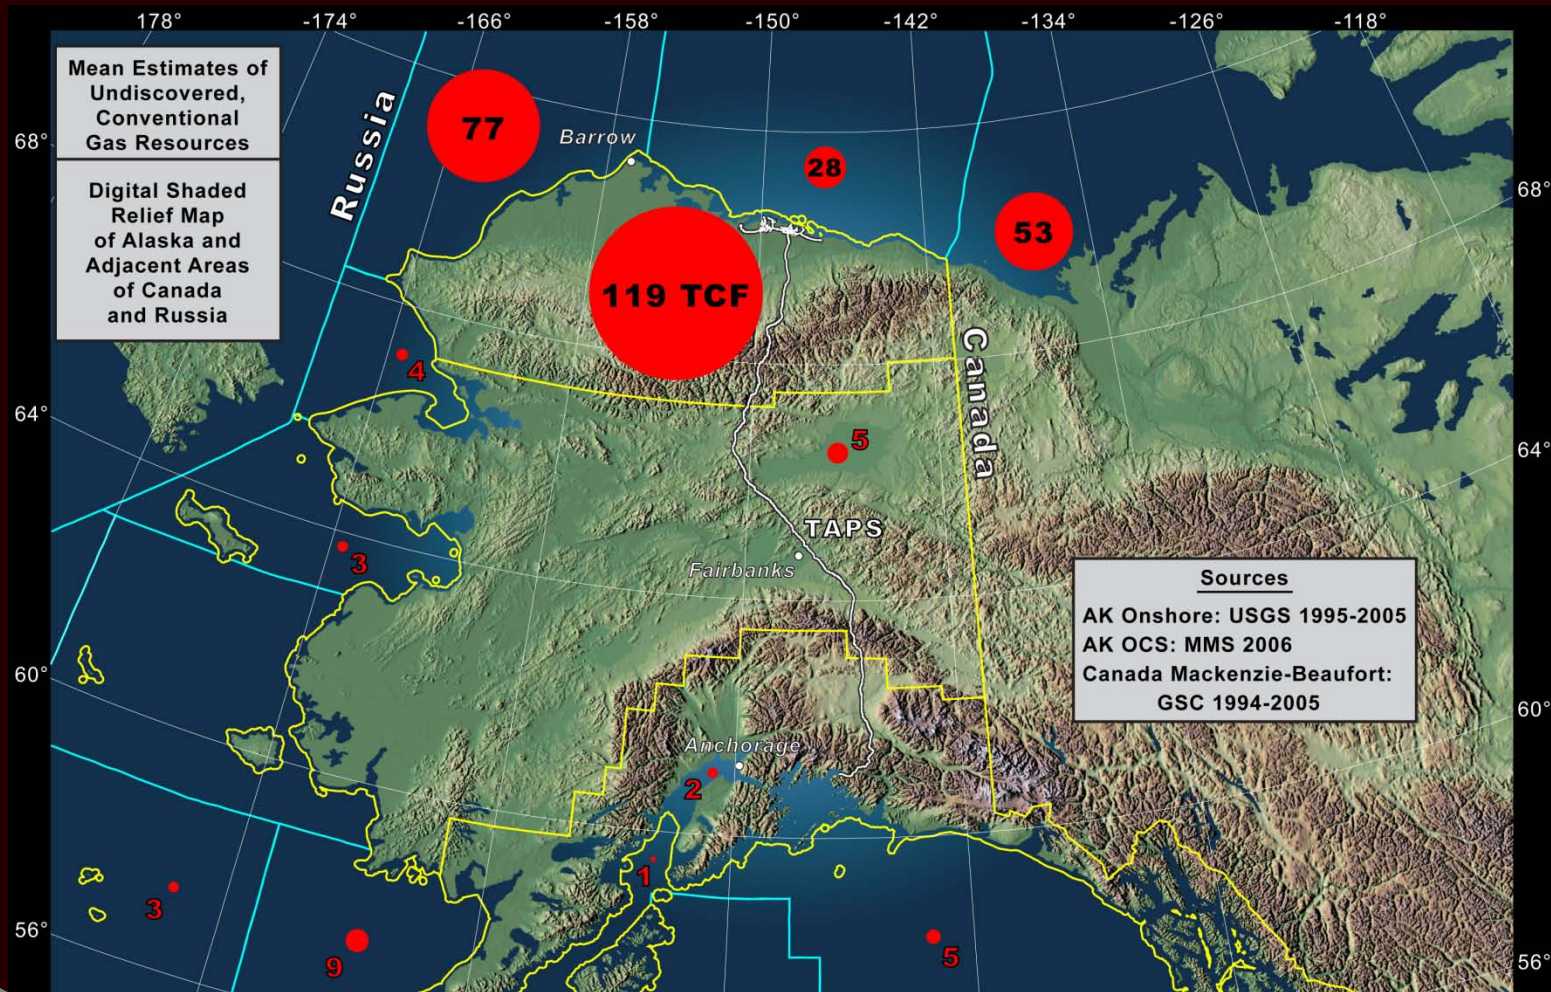 178°
-174°
-166°
-158°
-150°
-142°
-134°
-126°
-118°
Mean Estimates of
Undiscovered,
Conventional
Gas Resources
Digital Shaded
Relief Map
of Alaska and
Adjacent Areas
of Canada
and Russia
Russia
77
Barrow
28
53
119 TCF
68°
68°
Canada
4
64°
5
64°
TAPS
3
Fairbanks
Sources
AK Onshore: USGS 1995-2005
AK OCS: MMS 2006
Canada Mackenzie-Beaufort:
GSC 1994-2005
60°
60°
Anchorage
2
1
3
56°
9
5
56°